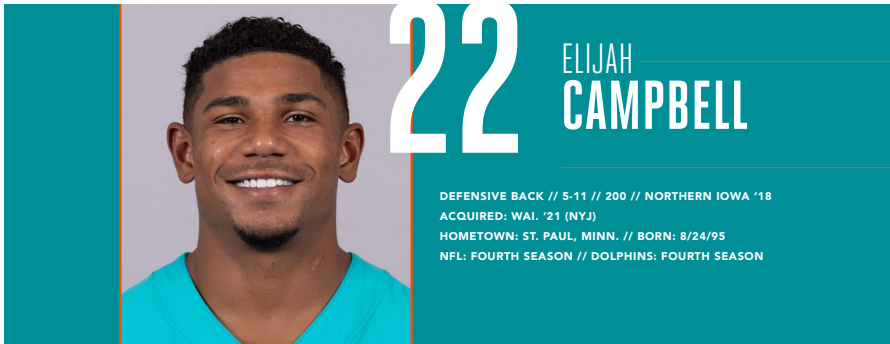 22
ELIJAH
CAMPBELL
DEFENSIVE BACK // 5-11 // 200 // NORTHERN IOWA ’18
ACQUIRED: WAI. ’21 (NYJ)
HOMETOWN: ST. PAUL, MINN. // BORN: 8/24/95
NFL: FOURTH SEASON // DOLPHINS: FOURTH SEASON